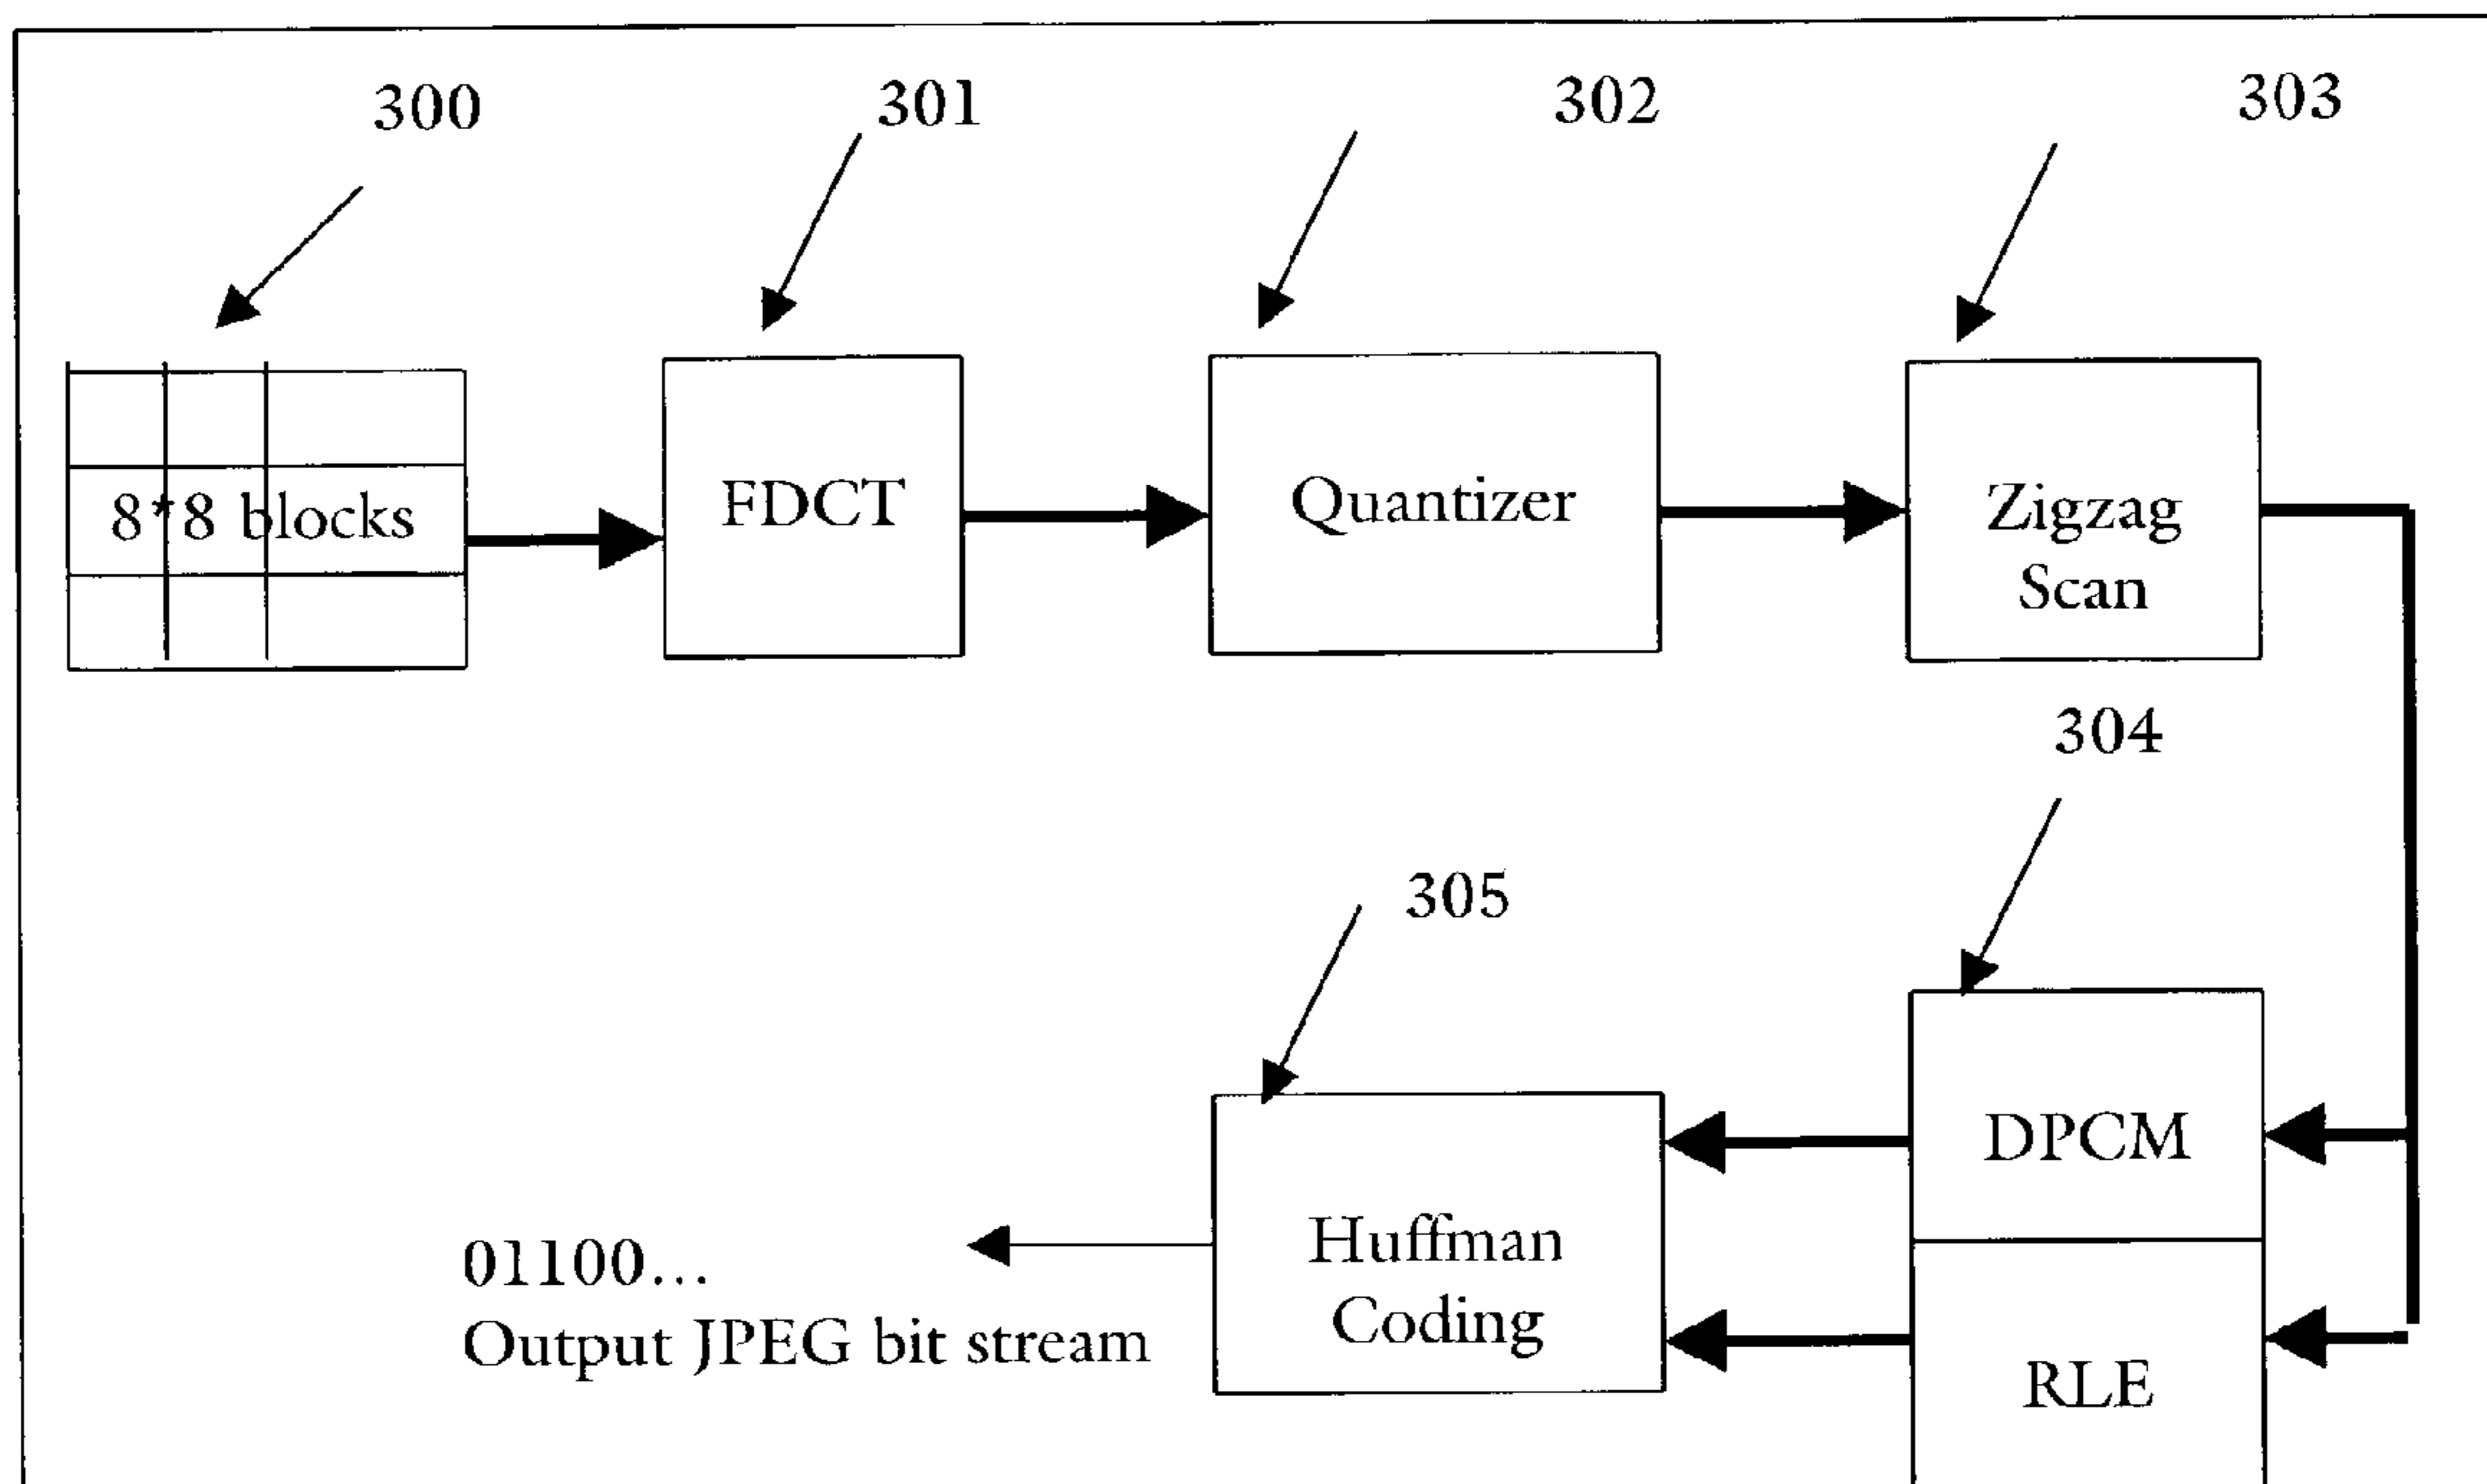 300
301
302
303
8*8 blocks
FDCT
Quantizer
Zigzag
Scan
304
305
DPCM
Huffman
Coding
01100...
Output JPEG bit stream
RLE